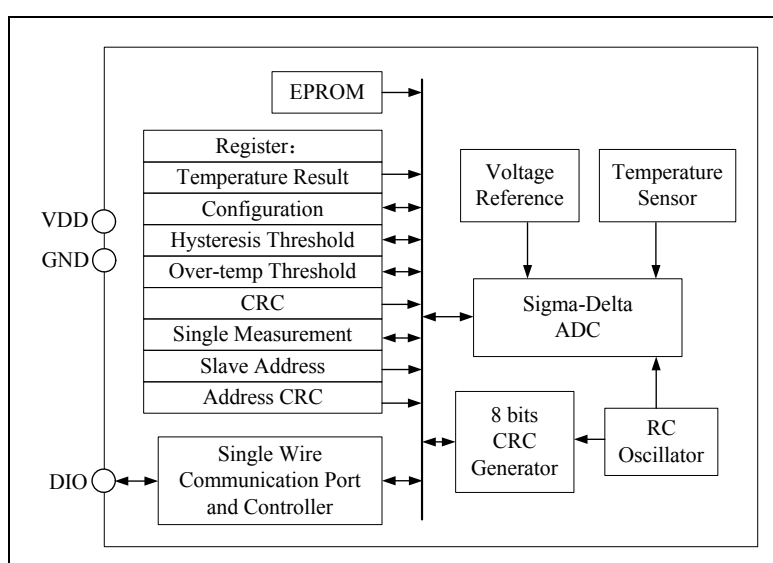 EPROM
Register：
Temperature Result
Configuration
Hysteresis Threshold
Over-temp Threshold
CRC
Single Measurement
Slave Address
Address CRC
VDD
GND
DIO
Single Wire
Communication Port
and Controller
Voltage
Reference
Temperature
Sensor
Sigma-Delta
ADC
8 bits
CRC
Generator
RC
Oscillator